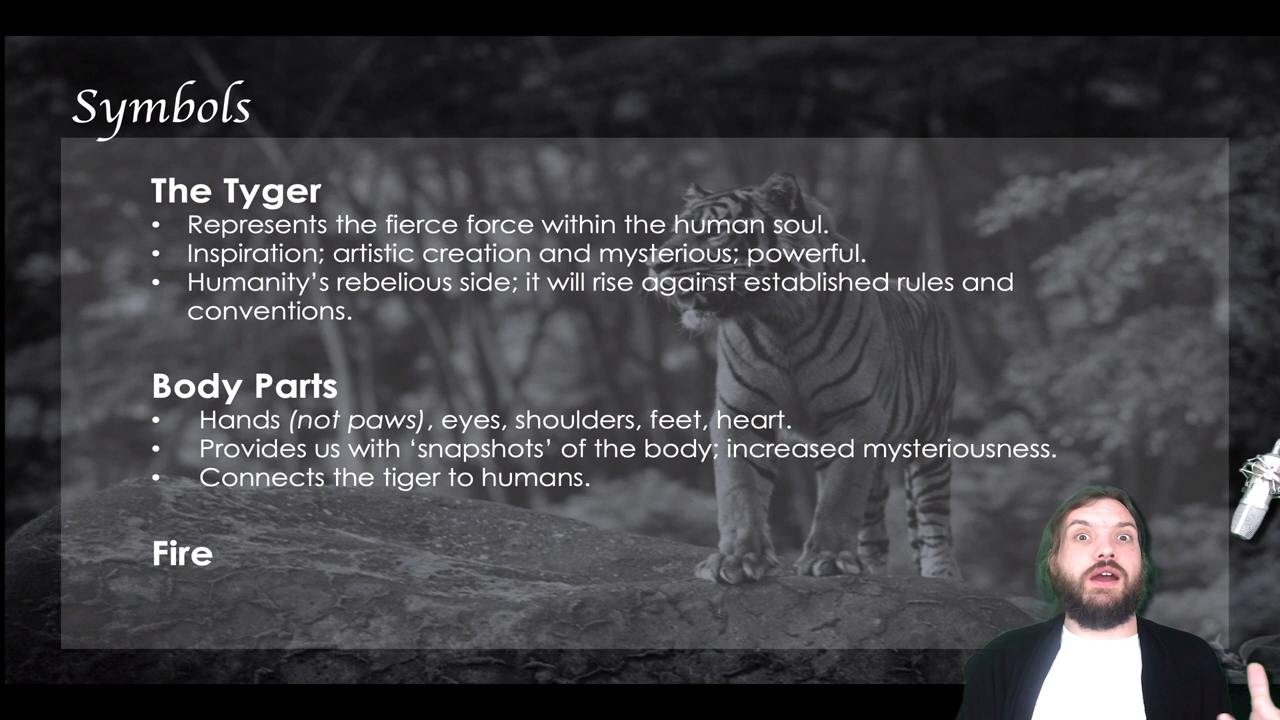 Symbols
The Tyger
• Represents the fierce force within the human soul.
• Inspiration; artistic creation and mysterious; powerful.
• Humanity’s rebelious side; it will rise against established rules and
conventions.
Body Parts
• Hands (not paws), eyes, shoulders, feet, heart.
• Provides us with ‘snapshots’ of the body; increased mysteriousness.
• Connects the tiger to humans.
Fire